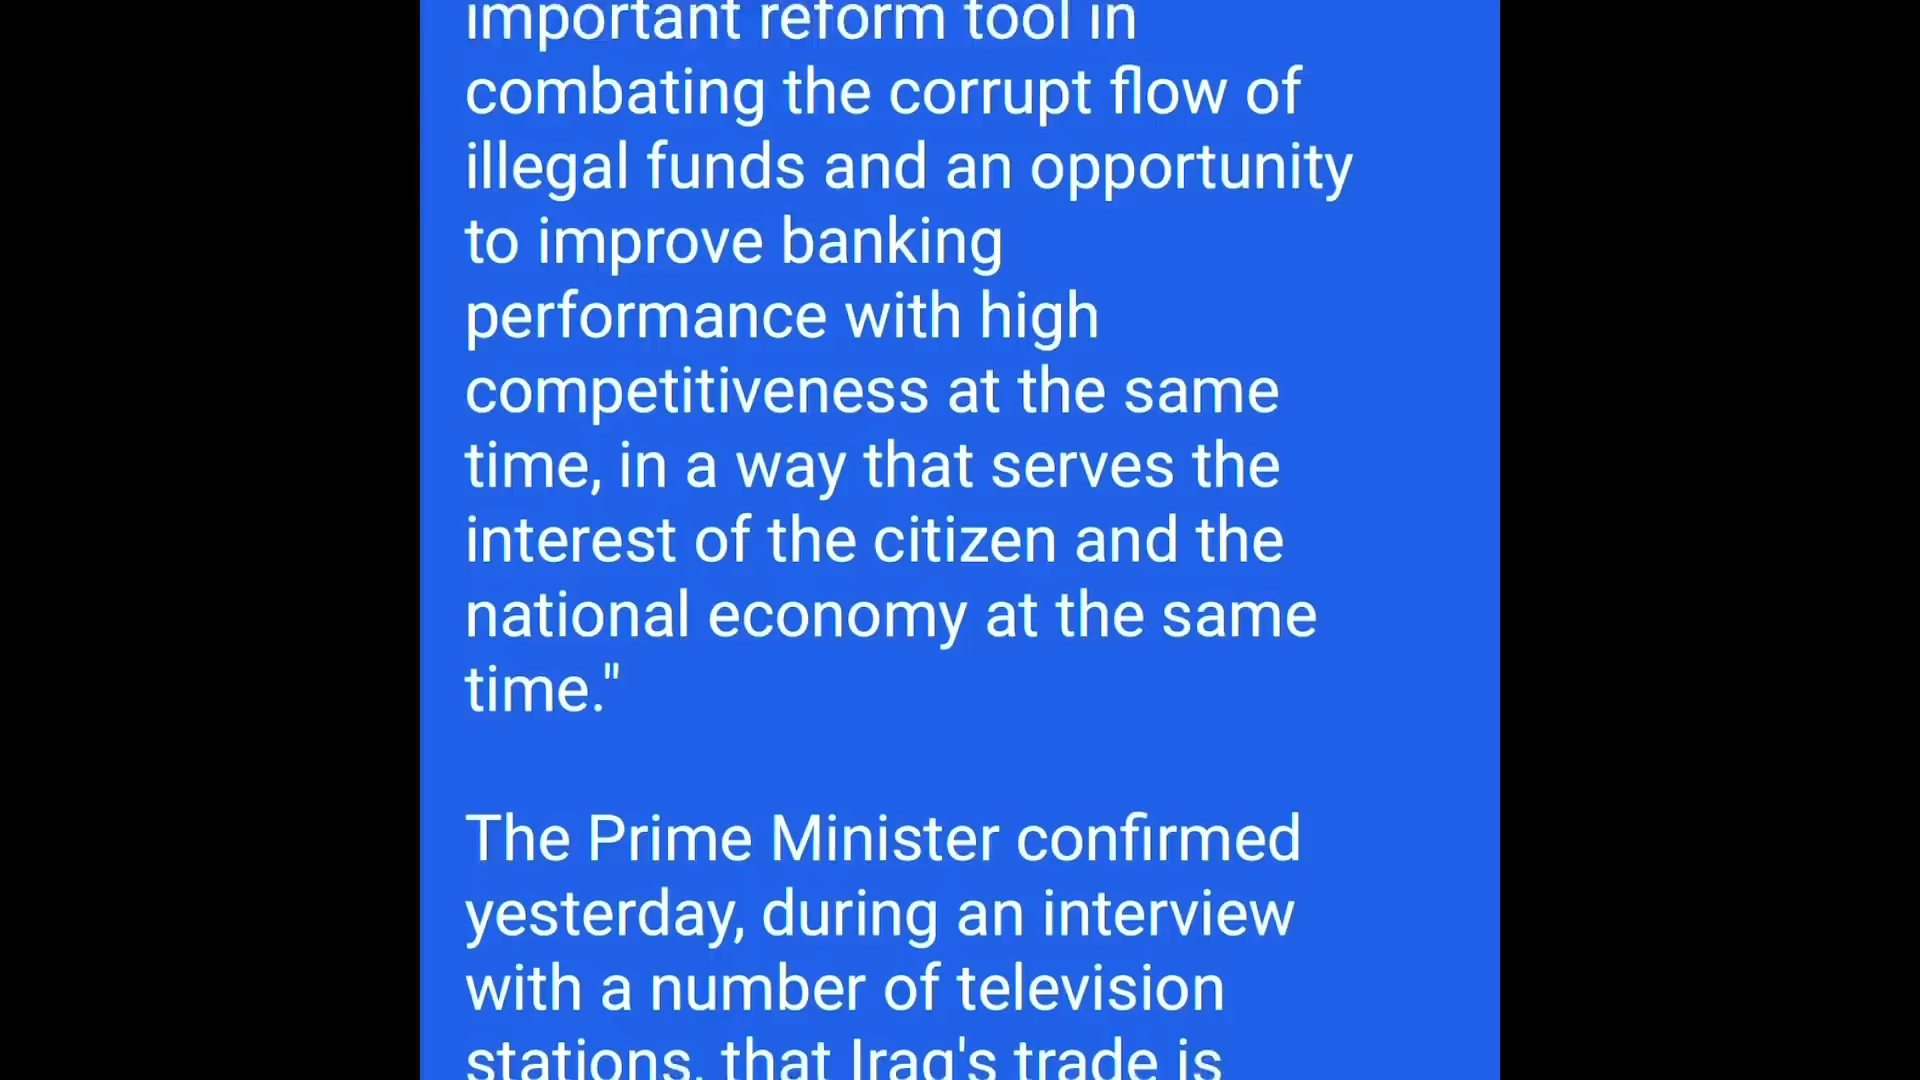 important reform tool in
combating the corrupt flow of
illegal funds and an opportunity
to improve banking
performance with high
competitiveness at the same
time, in a way that serves the
interest of the citizen and the
national economy at the same
time."
The Prime Minister confirmed
yesterday, during an interview
with a number of television
stations, that Iraq's trade is